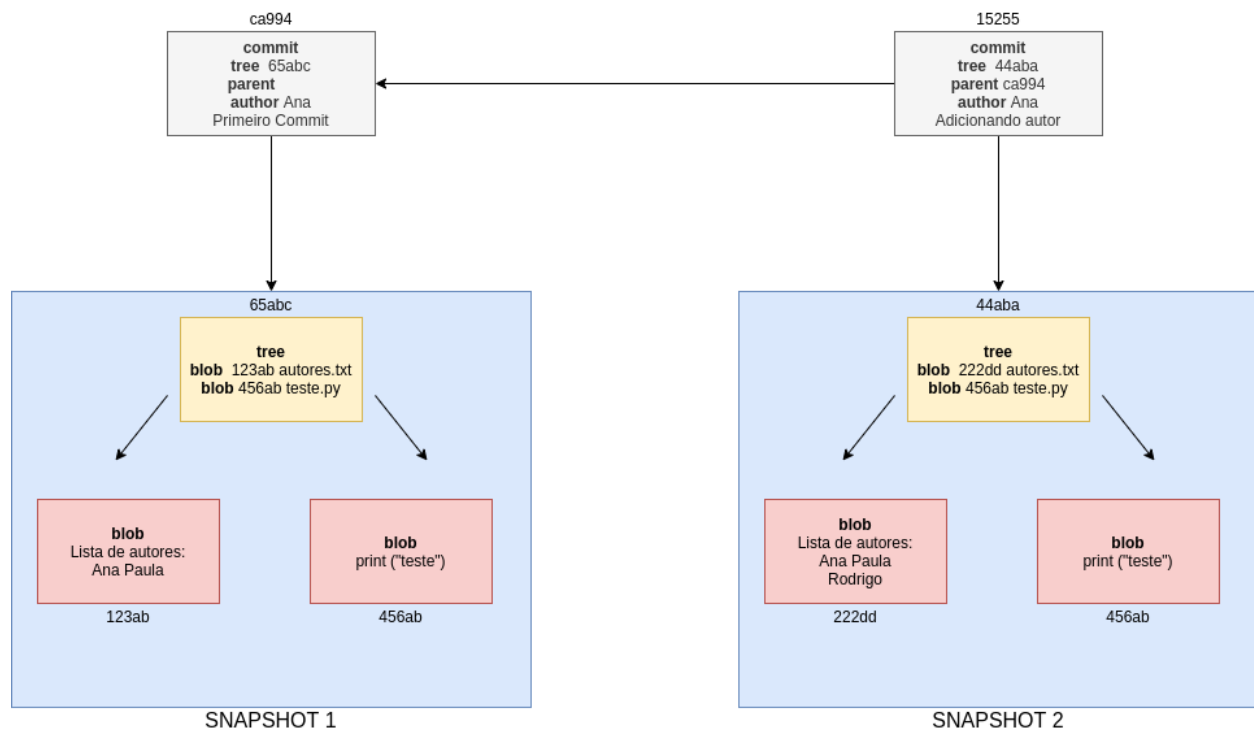 ca994
commit
tree 65abc
parent
author Ana
Primeiro Commit
15255
commit
tree 44aba
parent ca994
author Ana
Adicionando autor
65abc
tree
blob 123ab autores.txt
blob 456ab teste.py
blob
Lista de autores:
Ana Paula
123ab
blob
print ("teste")
456ab
SNAPSHOT 1
44aba
tree
blob 222dd autores.txt
blob 456ab teste.py
blob
Lista de autores:
Ana Paula
Rodrigo
222dd
blob
print ("teste")
456ab
SNAPSHOT 2